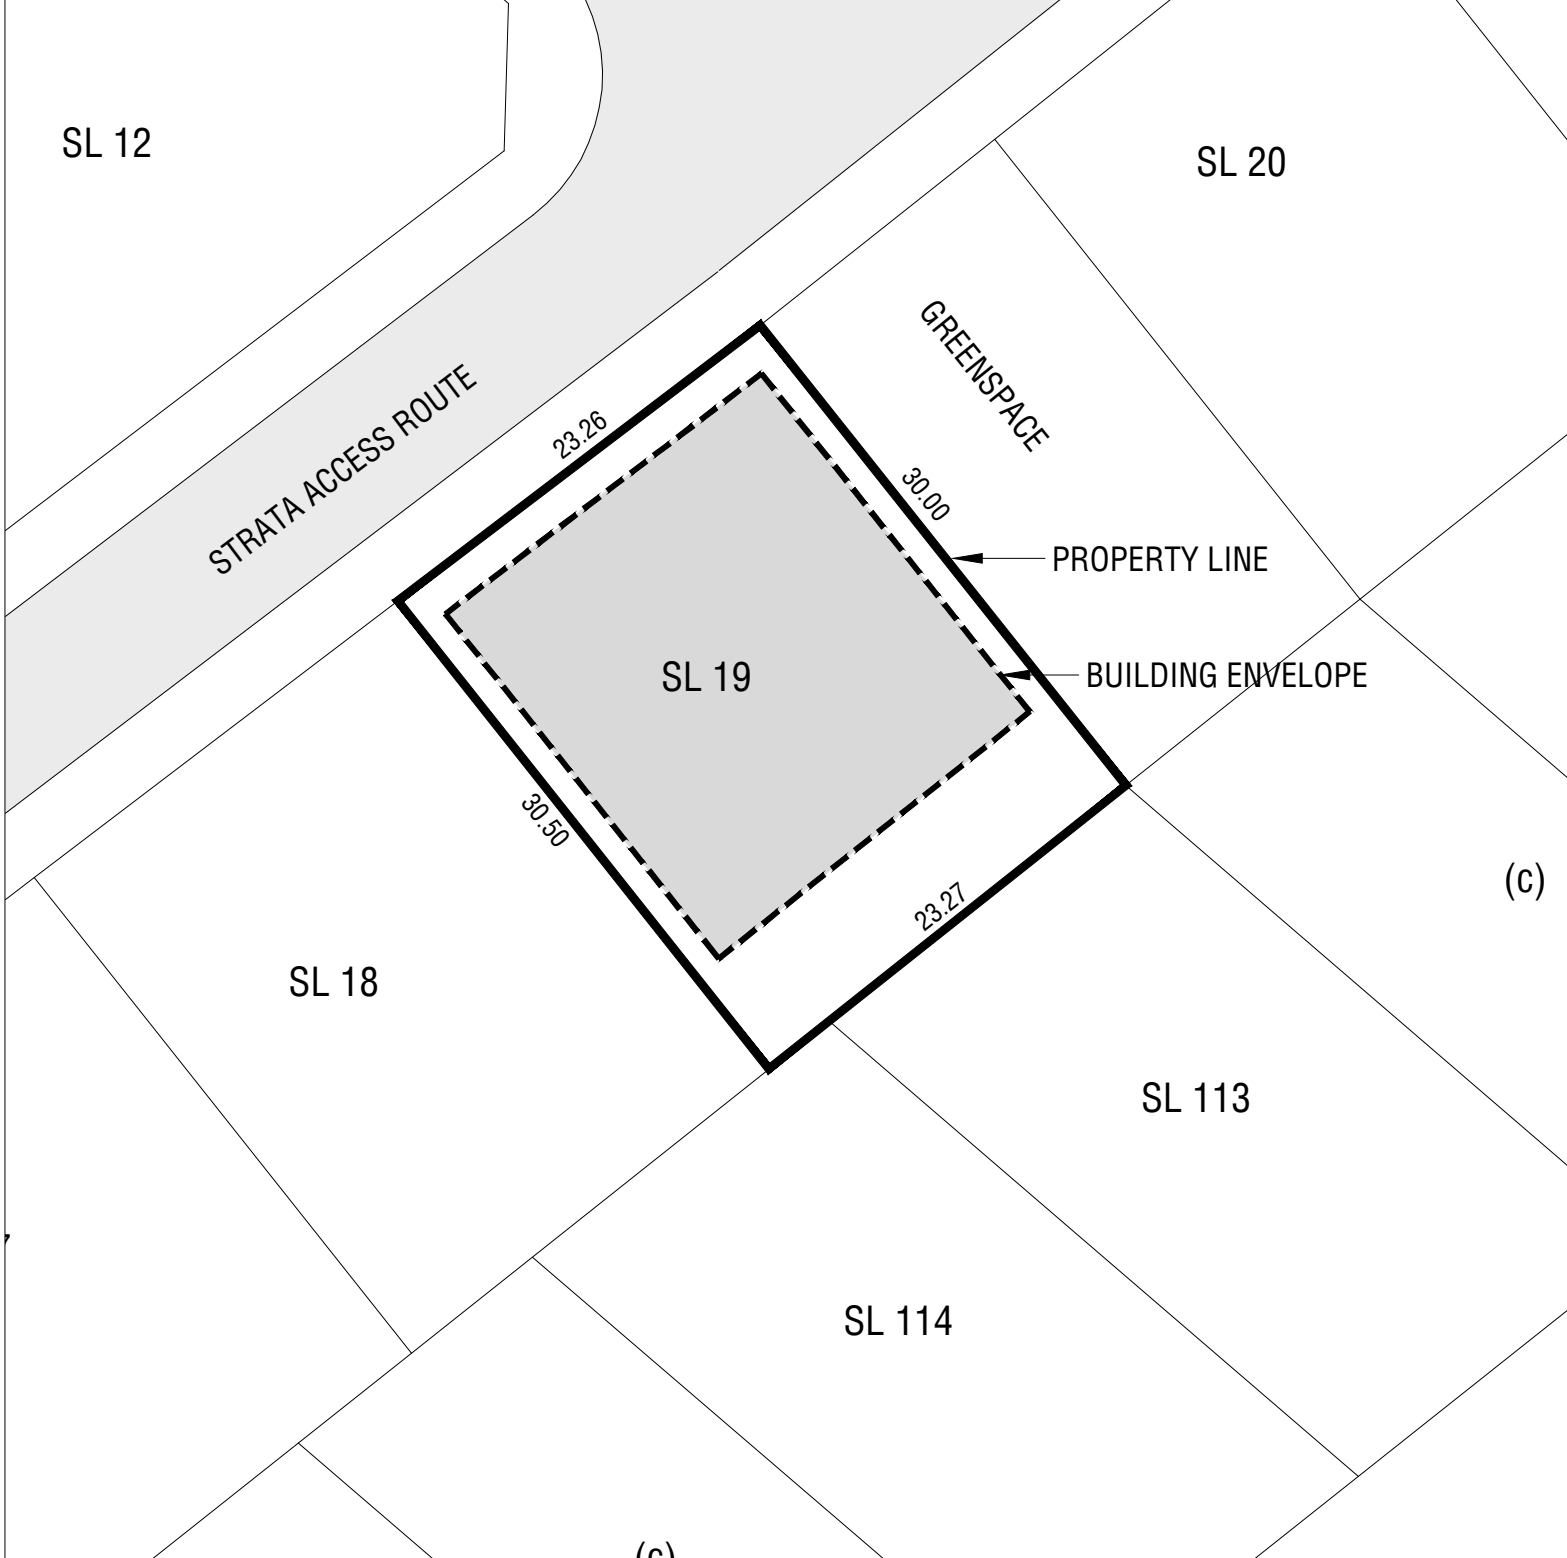 SL 12
SL 20
GREENSPACE
STRATA ACCESS ROUTE
23.26
30.00
PROPERTY LINE
SL 19
BUILDING ENVELOPE
30.50
23.27
(c)
SL 18
SL 113
SL 114
(c)